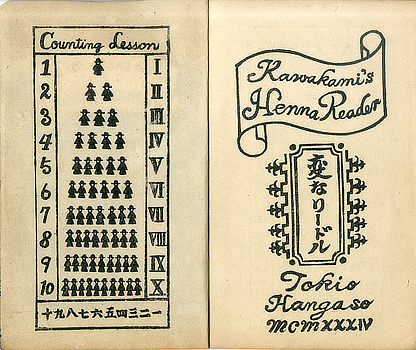 Counting Lesson
1 I
2 II
3 III
4 IV
5 V
6 VI
7 VII
8 VIII
9 IX
10 X
十九八七六五四三二一
Kawakami's
Henna Reader
変なリードル
Tokio
Hangaso
MCMXXXIV